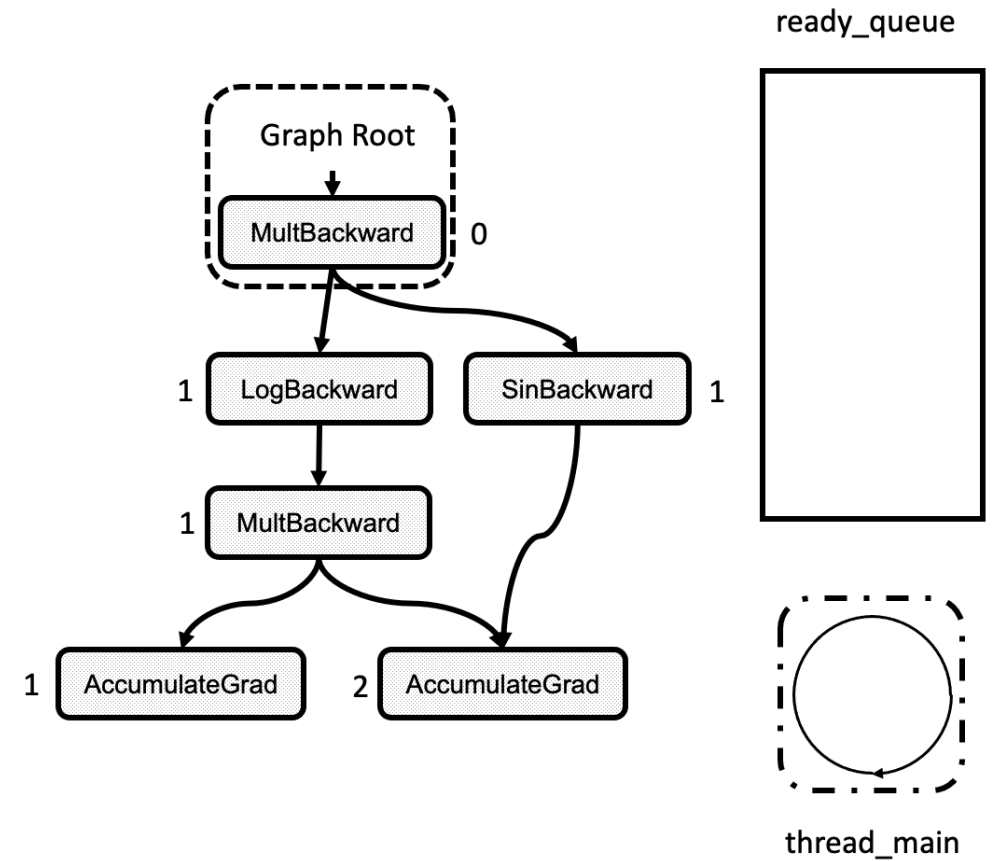 ready_queue
Graph Root
MultBackward
0
1
LogBackward
SinBackward
1
1
MultBackward
1
AccumulateGrad
2
AccumulateGrad
thread_main